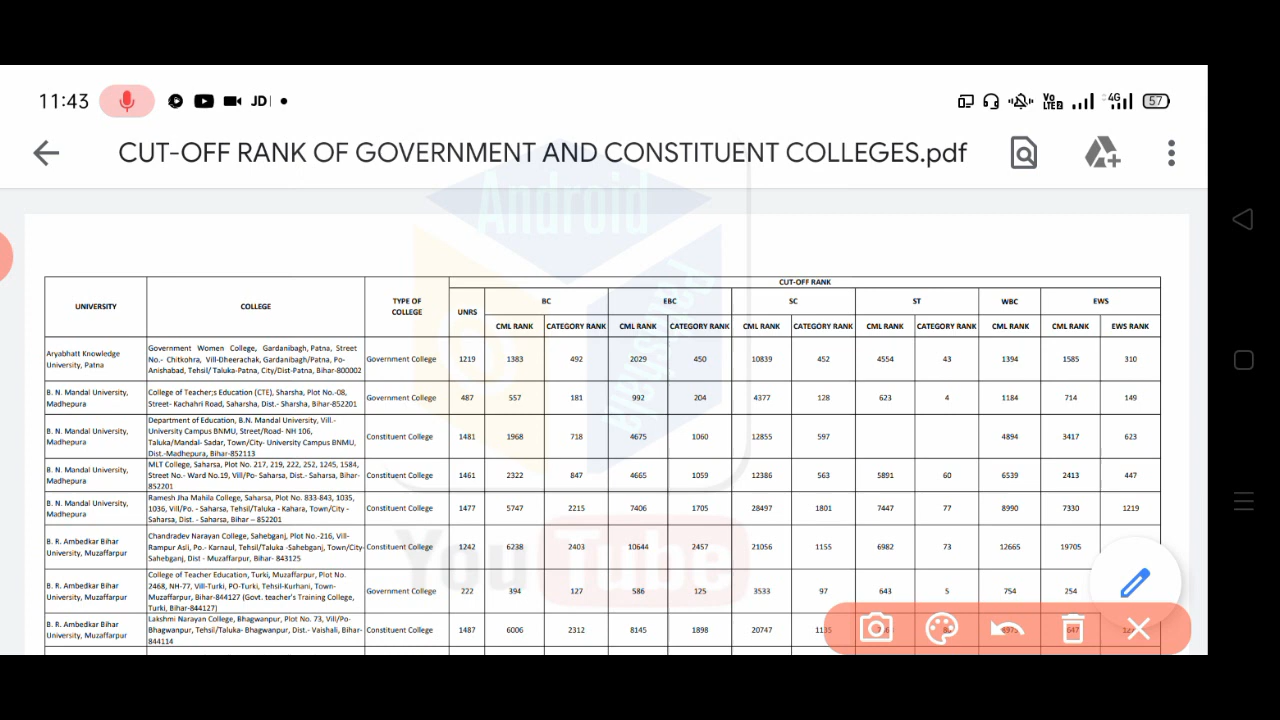 11:43 JD 57
CUT-OFF RANK OF GOVERNMENT AND CONSTITUENT COLLEGES.pdf
Android
Paathshala
YouTube
CUT-OFF RANK
UNIVERSITY COLLEGE TYPE OF COLLEGE UNRS BC EBC SC ST WBC EWS
CML RANK CATEGORY RANK CML RANK CATEGORY RANK CML RANK CATEGORY RANK CML RANK CATEGORY RANK CML RANK CML RANK EWS RANK
Aryabhatt Knowledge
University, Patna
Government Women College, Gardanibagh, Patna, Street
No.- Chitkohra, Vill-Dheerachak, Gardanibagh/Patna, Po-
Anishabad, Tehsil/ Taluka-Patna, City/Dist-Patna, Bihar-800002
Government College 1219 1383 492 2029 450 10839 452 4554 43 1394 1585 310
B. N. Mandal University,
Madhepura
College of Teacher;s Education (CTE), Sharsha, Plot No.-08,
Street- Kachahri Road, Saharsa, Dist.- Sharsha, Bihar-852201
Government College 487 557 181 992 204 4377 128 623 4 1184 714 149
B. N. Mandal University,
Madhepura
Department of Education, B.N. Mandal University, Vill.-
University Campus BNMU, Street/Road- NH 106,
Taluka/Mandal- Sadar, Town/City- University Campus BNMU,
Dist.-Madhepura, Bihar-852113
Constituent College 1481 1968 718 4675 1060 12855 597 4894 3417 623
B. N. Mandal University,
Madhepura
MLT College, Saharsa, Plot No. 217, 219, 222, 252, 1245, 1584,
Street No.- Ward No.19, Vill/Po- Saharsa, Dist.- Saharsa, Bihar-
852201
Constituent College 1461 2322 847 4665 1059 12386 563 5891 60 6539 2413 447
B. N. Mandal University,
Madhepura
Ramesh Jha Mahila College, Saharsa, Plot No. 833-843, 1035,
1036, Vill/Po. - Saharsa, Tehsil/Taluka - Kahara, Town/City -
Saharsa, Dist. - Saharsa, Bihar – 852201
Constituent College 1477 5747 2215 7406 1705 28497 1801 7447 77 8990 7330 1219
B. R. Ambedkar Bihar
University, Muzaffarpur
Chandradev Narayan College, Sahebganj, Plot No.-216, Vill-
Rampur Asli, Po.- Karnaul, Tehsil/Taluka -Sahebganj, Town/City-
Sahebganj, Dist - Muzaffarpur, Bihar- 843125
Constituent College 1242 6238 2403 10644 2457 21056 1155 6982 73 12665 19705
B. R. Ambedkar Bihar
University, Muzaffarpur
College of Teacher Education, Turki, Muzaffarpur, Plot No.
2468, NH-77, Vill-Turki, PO-Turki, Tehsil-Kurhani, Town-
Muzaffarpur, Bihar-844127 (Govt. teacher's Training College,
Turki, Bihar-844127)
Government College 222 394 127 586 125 3533 97 643 5 754 254
B. R. Ambedkar Bihar
University, Muzaffarpur
Lakshmi Narayan College, Bhagwanpur, Plot No. 73, Vill/Po-
Bhagwanpur, Tehsil/Taluka- Bhagwanpur, Dist.- Vaishali, Bihar-
844114
Constituent College 1487 6006 2312 8145 1898 20747 1135